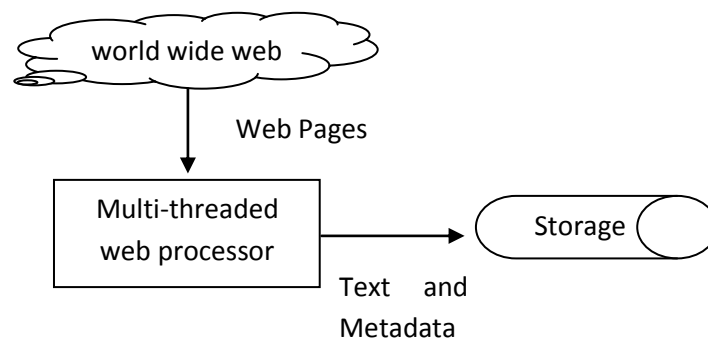 world wide web
Web Pages
Multi-threaded
web processor
Storage
Text and
Metadata